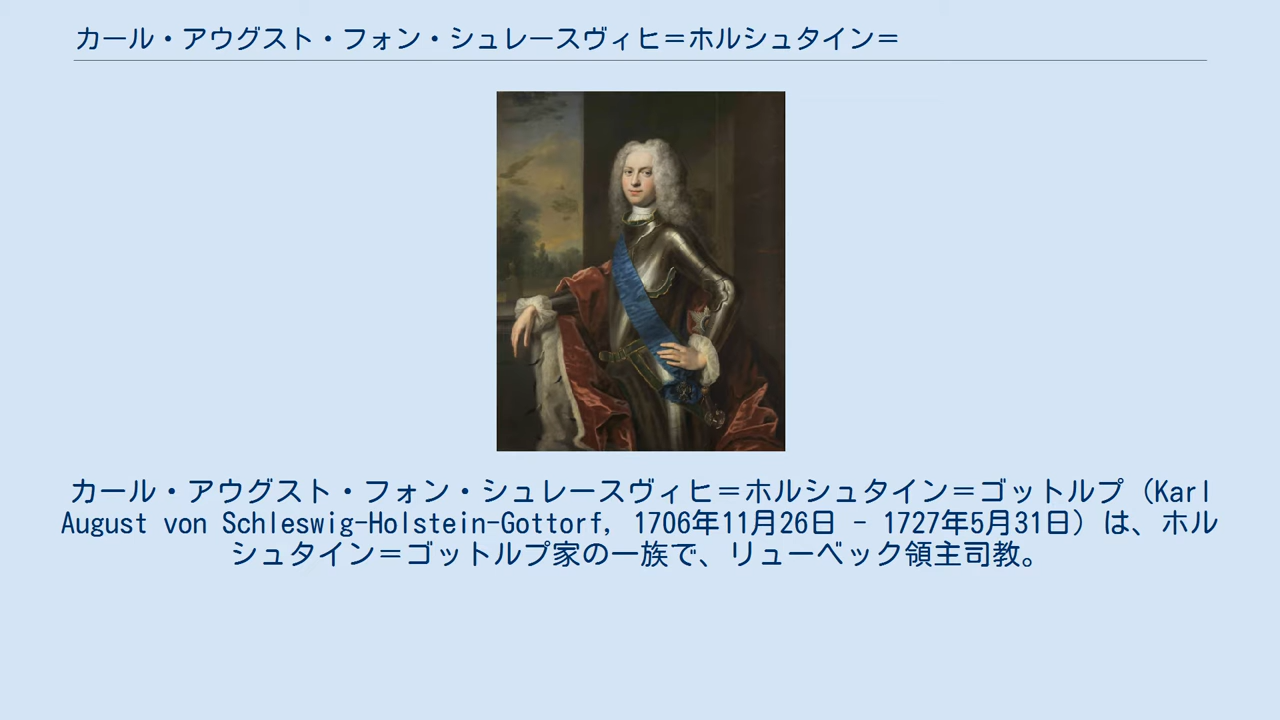 カール・アウグスト・フォン・シュレースヴィヒ＝ホルシュタイン＝
カール・アウグスト・フォン・シュレースヴィヒ＝ホルシュタイン＝ゴットルプ（Karl
August von Schleswig-Holstein-Gottorf, 1706年11月26日 - 1727年5月31日）は、ホル
シュタイン＝ゴットルプ家の一族で、リューベック領主司教。